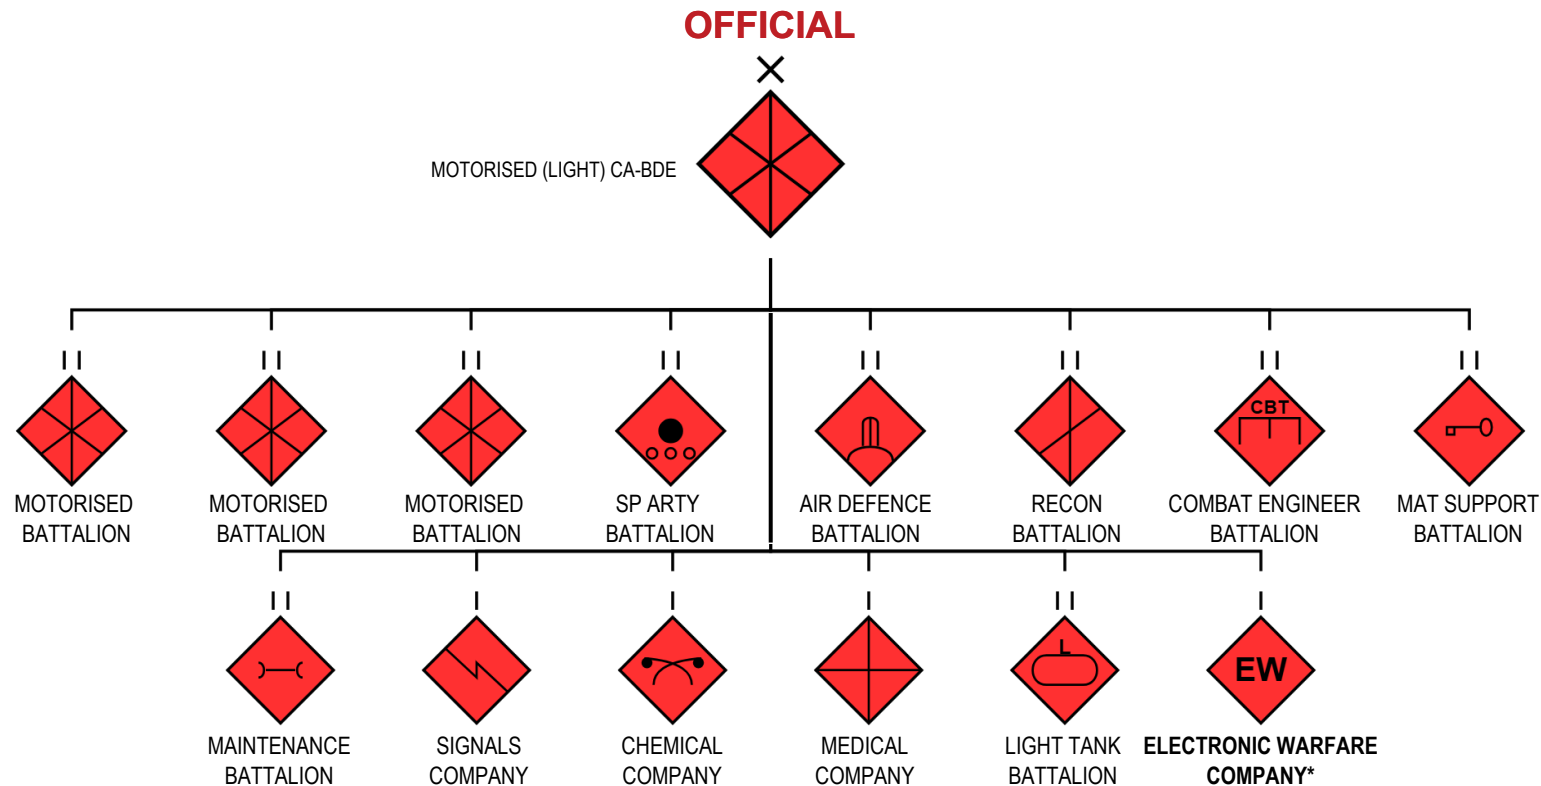 OFFICIAL
MOTORISED (LIGHT) CA-BDE
MOTORISED
BATTALION
MOTORISED
BATTALION
MOTORISED
BATTALION
SP ARTY
BATTALION
AIR DEFENCE
BATTALION
RECON
BATTALION
CBT
COMBAT ENGINEER
BATTALION
MAT SUPPORT
BATTALION
MAINTENANCE
BATTALION
SIGNALS
COMPANY
CHEMICAL
COMPANY
MEDICAL
COMPANY
L
LIGHT TANK
BATTALION
EW
ELECTRONIC WARFARE
COMPANY*